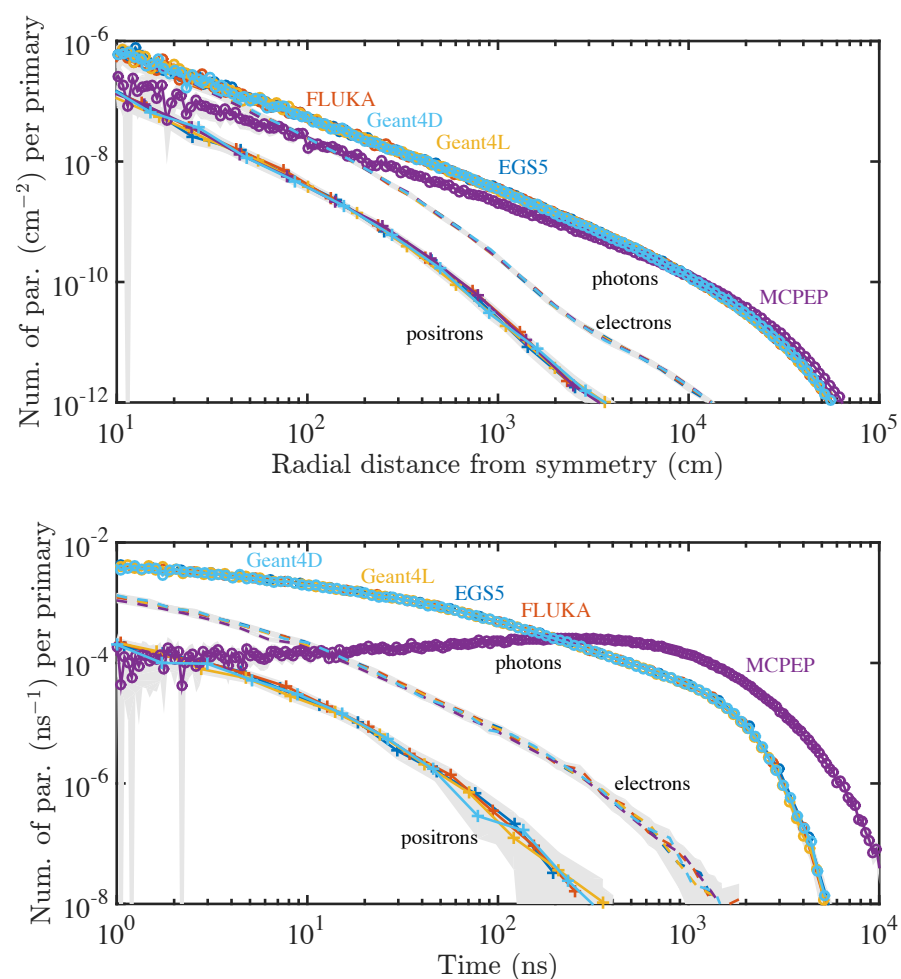 Num. of par. (cm⁻²) per primary
10⁻⁶
10⁻⁸
10⁻¹⁰
10⁻¹²
FLUKA
Geant4D
Geant4L
EGS5
photons
MCPEP
electrons
positrons
10¹ 10² 10³ 10⁴ 10⁵
Radial distance from symmetry (cm)
Num. of par. (ns⁻¹) per primary
10⁻²
10⁻⁴
10⁻⁶
10⁻⁸
Geant4D
Geant4L
EGS5
FLUKA
photons
MCPEP
electrons
positrons
10⁰ 10¹ 10² 10³ 10⁴
Time (ns)